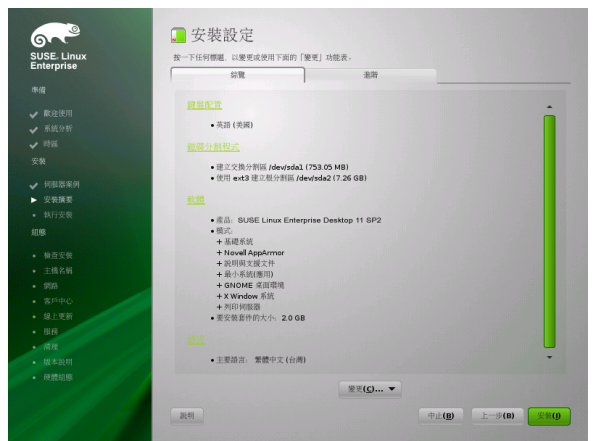 SUSE. Linux
Enterprise
準備
歡迎使用
系統分析
時區
安裝
伺服器案例
安裝摘要
執行安裝
組態
檢查安裝
主機名稱
網路
客戶中心
線上更新
服務
清理
版本說明
硬體組態
安裝設定
按一下任何標題，以變更或使用下面的「變更」功能表。
綜覽
進階
鍵盤配置
英語 (美國)
磁碟分割程式
建立交換分割區 /dev/sda1 (753.05 MB)
使用 ext3 建立根分割區 /dev/sda2 (7.26 GB)
軟體
產品: SUSE Linux Enterprise Desktop 11 SP2
模式:
+ 基礎系統
+ Novell AppArmor
+ 說明與支援文件
+ 最小系統(應用)
+ GNOME 桌面環境
+ X Window 系統
+ 列印伺服器
要安裝套件的大小: 2.0 GB
語言
主要語言: 繁體中文 (台灣)
變更(C)...
說明
中止(B)
上一步(B)
安裝(I)